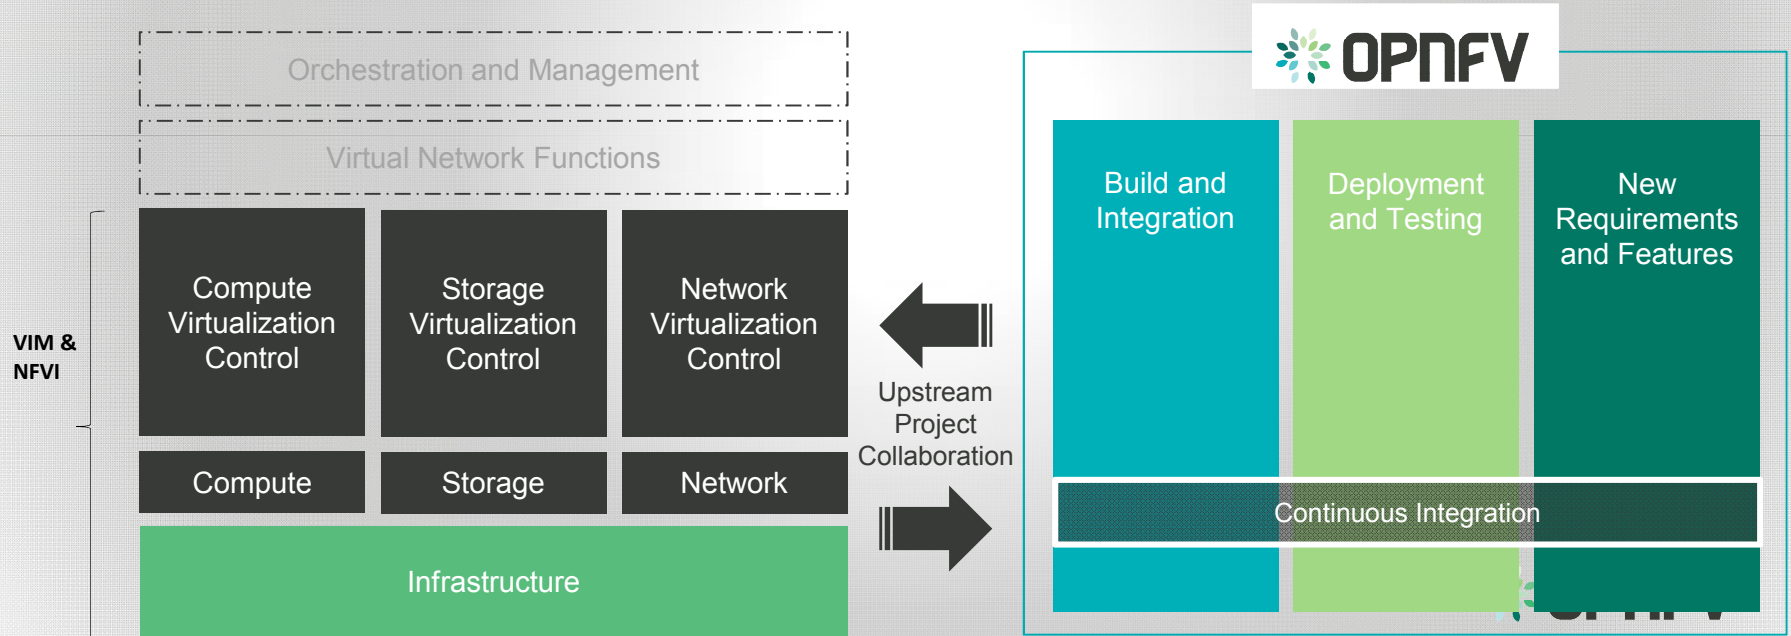 Orchestration and Management
Virtual Network Functions
VIM &
NFVI
Compute
Virtualization
Control
Storage
Virtualization
Control
Network
Virtualization
Control
Compute
Storage
Network
Infrastructure
Upstream
Project
Collaboration
OPNFV
Build and
Integration
Deployment
and Testing
New
Requirements
and Features
Continuous Integration